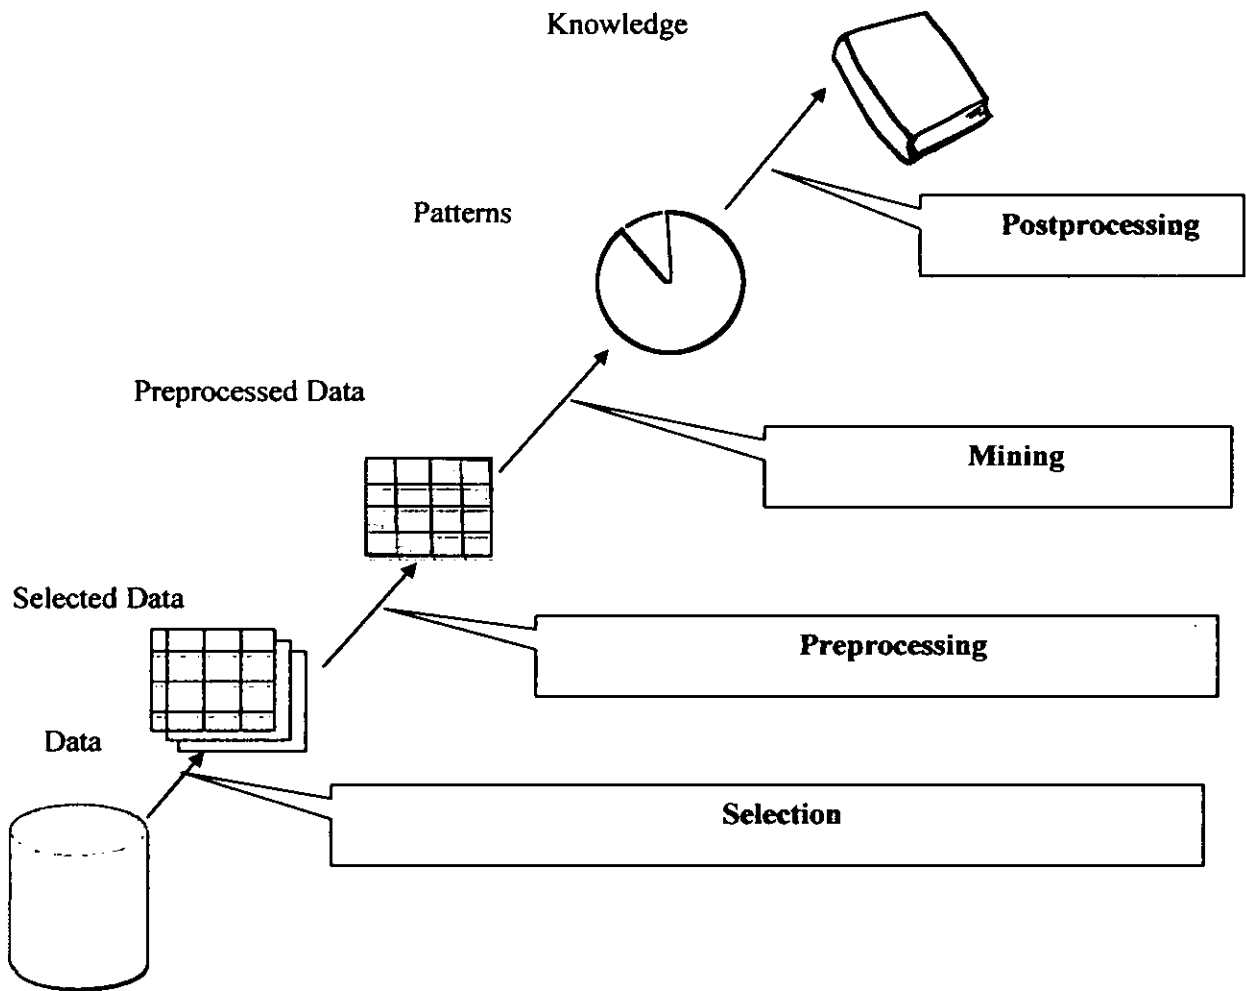 Knowledge
Patterns
Postprocessing
Preprocessed Data
Mining
Selected Data
Preprocessing
Data
Selection